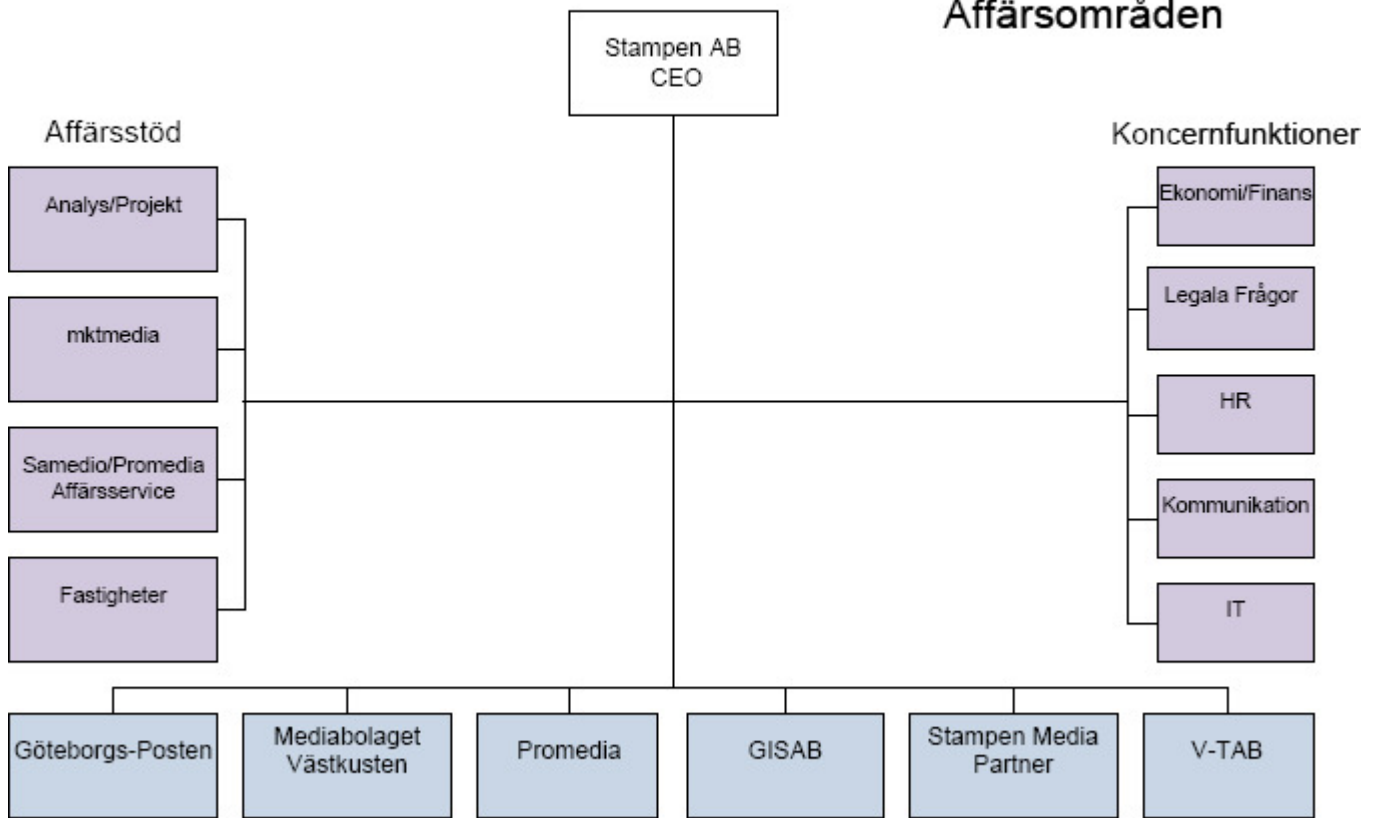 Affärsområden
Stampen AB
CEO
Affärsstöd
Koncernfunktioner
Analys/Projekt
mktmedia
Samedio/Promedia
Affärsservice
Fastigheter
Ekonomi/Finans
Legala Frågor
HR
Kommunikation
IT
Göteborgs-Posten
Mediabolaget
Västkusten
Promedia
GISAB
Stampen Media
Partner
V-TAB